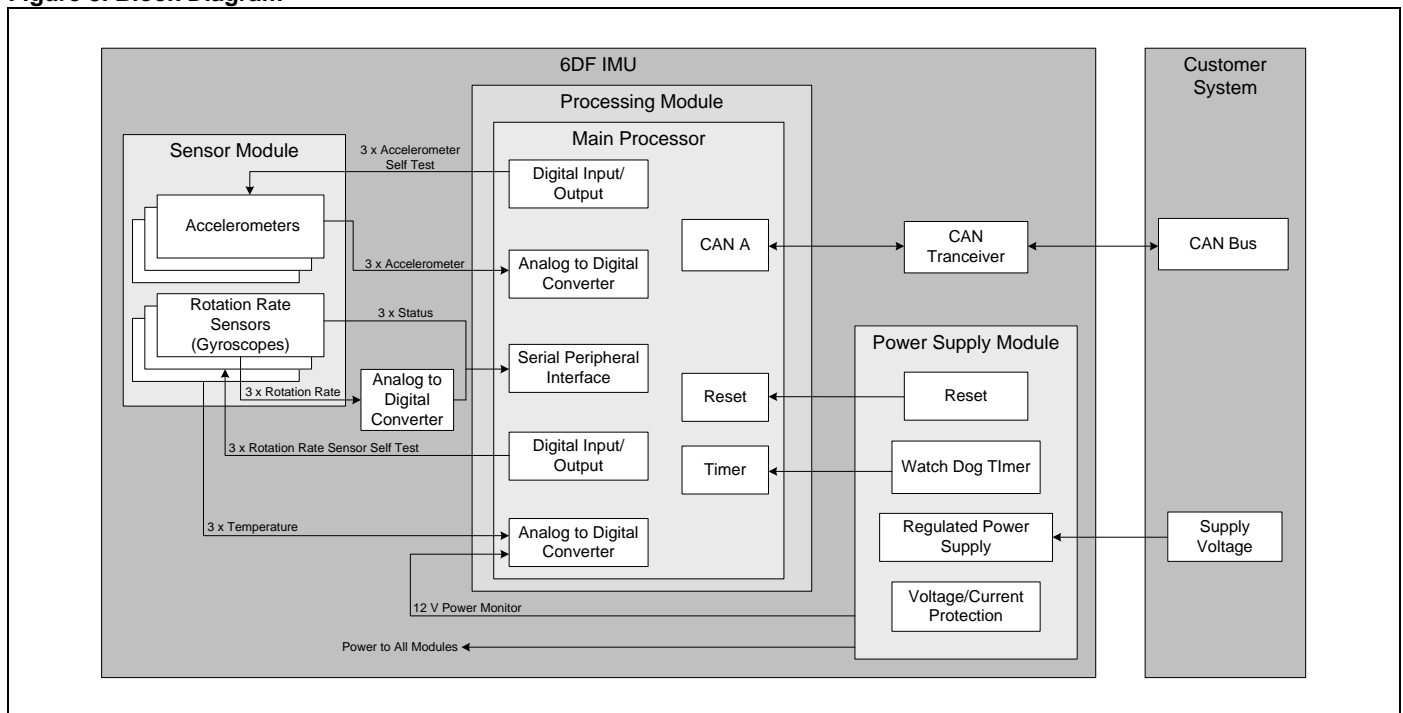 6DF IMU
Customer
System
Processing Module
Main Processor
Sensor Module
3 x Accelerometer
Self Test
Digital Input/
Output
Accelerometers
CAN A
CAN
Tranceiver
CAN Bus
3 x Accelerometer
Analog to Digital
Converter
Rotation Rate
Sensors
(Gyroscopes)
3 x Status
Serial Peripheral
Interface
Power Supply Module
3 x Rotation Rate
Analog to
Digital
Converter
Reset
Reset
3 x Rotation Rate Sensor Self Test
Digital Input/
Output
Timer
Watch Dog TImer
3 x Temperature
Analog to Digital
Converter
Regulated Power
Supply
Supply
Voltage
12 V Power Monitor
Voltage/Current
Protection
Power to All Modules